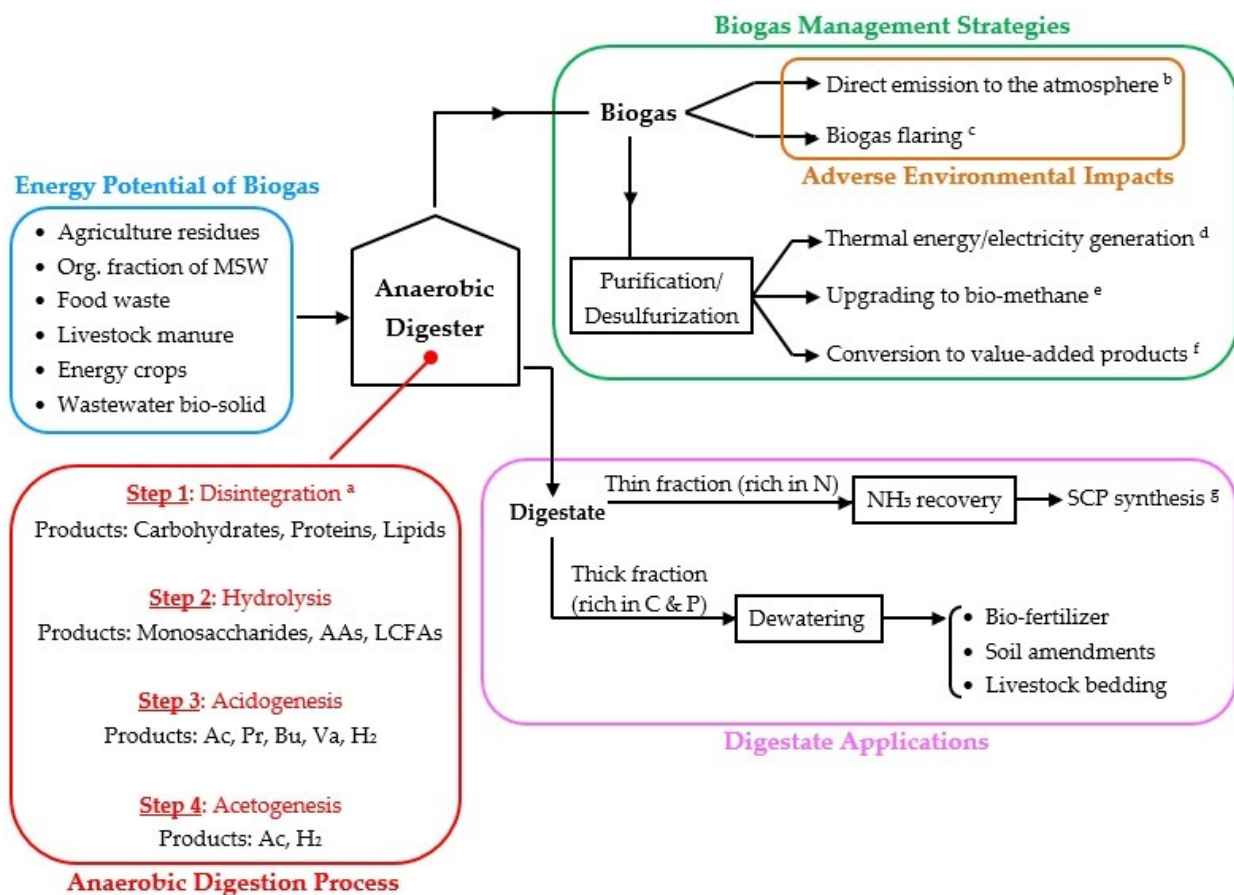 Biogas Management Strategies
Direct emission to the atmosphere ᵇ
Biogas
Biogas flaring ᶜ
Adverse Environmental Impacts
Energy Potential of Biogas
• Agriculture residues
• Org. fraction of MSW
• Food waste
• Livestock manure
• Energy crops
• Wastewater bio-solid
Anaerobic
Digester
Purification/
Desulfurization
Thermal energy/electricity generation ᵈ
Upgrading to bio-methane ᵉ
Conversion to value-added products ᶠ
Step 1: Disintegration ᵃ
Products: Carbohydrates, Proteins, Lipids
Step 2: Hydrolysis
Products: Monosaccharides, AAs, LCFAs
Step 3: Acidogenesis
Products: Ac, Pr, Bu, Va, H₂
Step 4: Acetogenesis
Products: Ac, H₂
Anaerobic Digestion Process
Digestate
Thin fraction (rich in N)
NH₃ recovery
SCP synthesis ᵍ
Thick fraction
(rich in C & P)
Dewatering
• Bio-fertilizer
• Soil amendments
• Livestock bedding
Digestate Applications